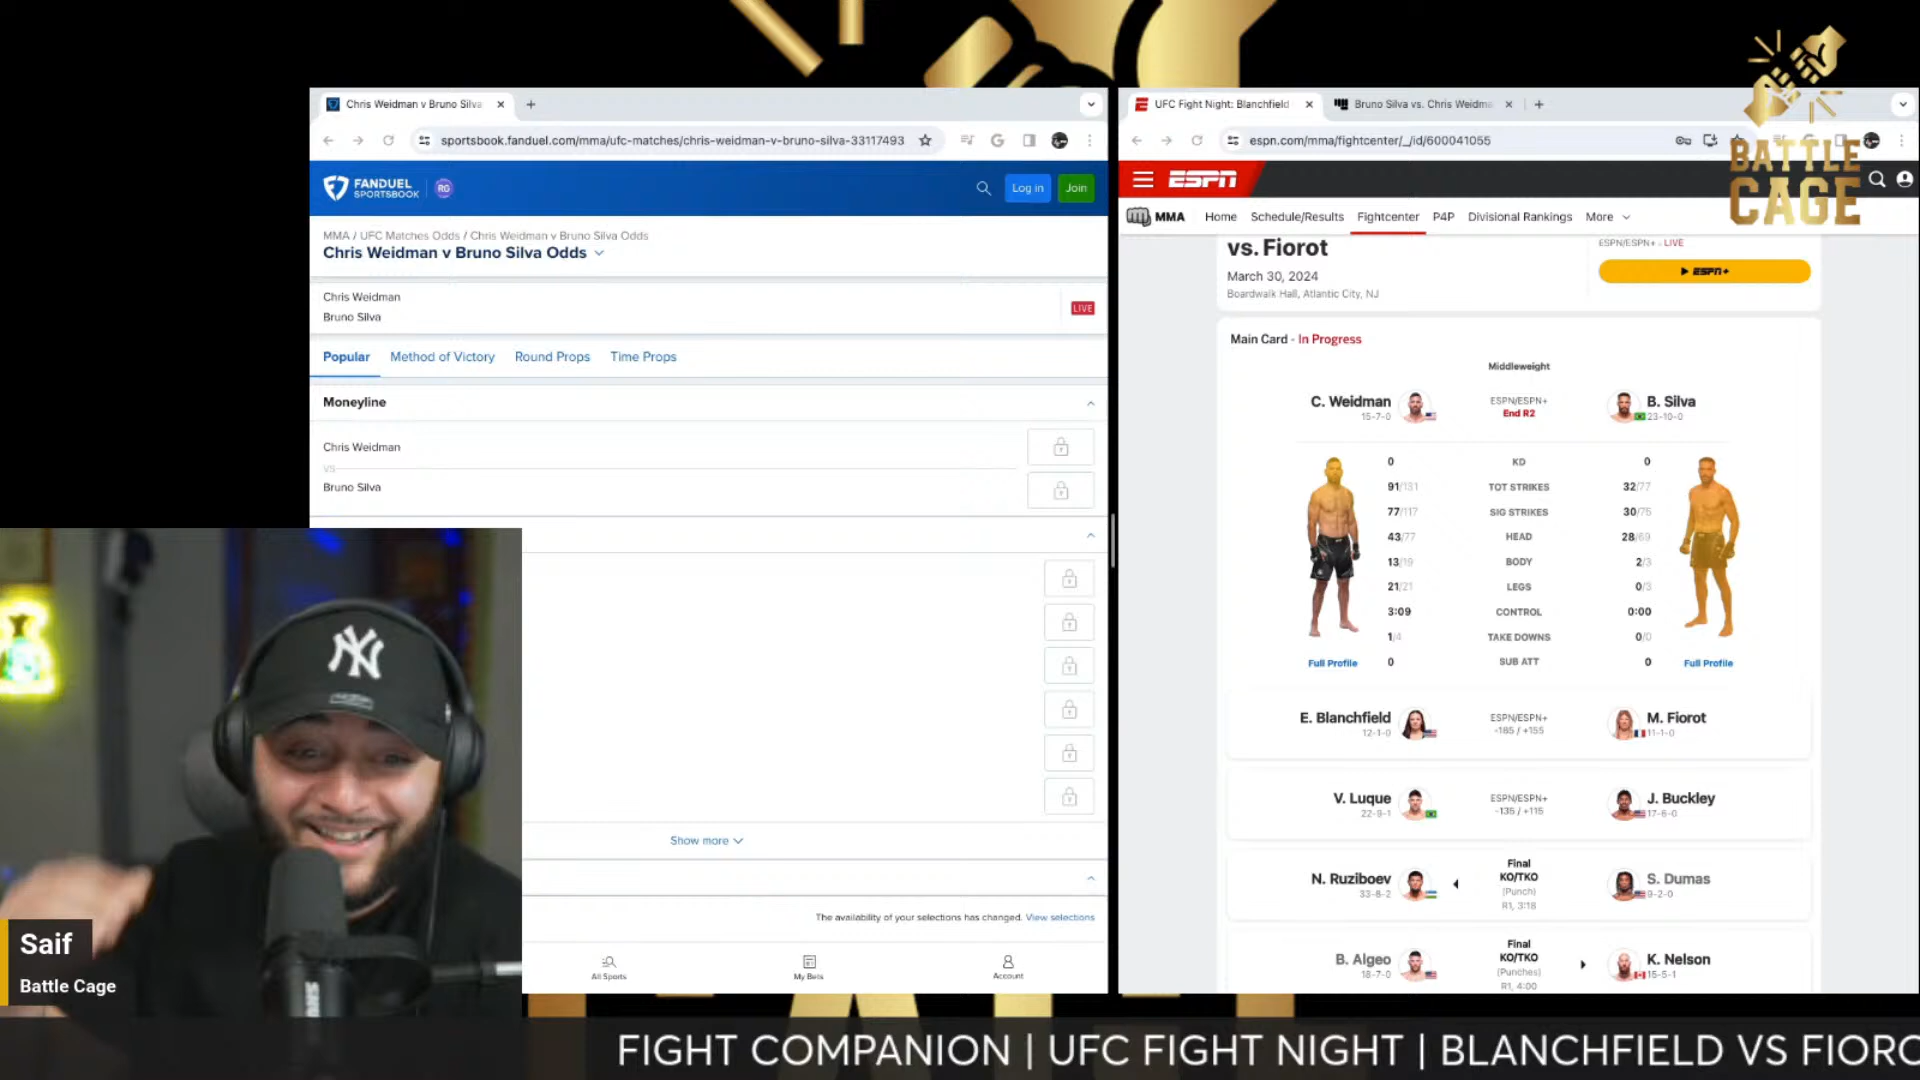 Chris Weidman v Bruno Silva
sportsbook.fanduel.com/mma/ufc-matches/chris-weidman-v-bruno-silva-33117493
FANDUEL
SPORTSBOOK
RG
Log in
Join
MMA / UFC Matches Odds / Chris Weidman v Bruno Silva Odds
Chris Weidman v Bruno Silva Odds
Chris Weidman
Bruno Silva
LIVE
Popular
Method of Victory
Round Props
Time Props
Moneyline
Chris Weidman
VS
Bruno Silva
Show more
The availability of your selections has changed. View selections
All Sports
My Bets
Account
UFC Fight Night: Blanchfield
Bruno Silva vs. Chris Weidma
espn.com/mma/fightcenter/_/id/600041055
BATTLE
CAGE
ESPN
MMA
Home
Schedule/Results
Fightcenter
P4P
Divisional Rankings
More
vs. Fiorot
March 30, 2024
Boardwalk Hall, Atlantic City, NJ
ESPN/ESPN+ - LIVE
ESPN+
Main Card - In Progress
Middleweight
C. Weidman
15-7-0
ESPN/ESPN+
End R2
B. Silva
23-10-0
0 KD 0
91/131 TOT STRIKES 32/77
77/117 SIG STRIKES 30/75
43/77 HEAD 28/69
13/19 BODY 2/3
21/21 LEGS 0/3
3:09 CONTROL 0:00
1/4 TAKE DOWNS 0/0
Full Profile 0 SUB ATT 0 Full Profile
E. Blanchfield
12-1-0
ESPN/ESPN+
-185 / +155
M. Fiorot
11-1-0
V. Luque
22-9-1
ESPN/ESPN+
-135 / +115
J. Buckley
17-6-0
N. Ruziboev
33-8-2
Final
KO/TKO
(Punch)
R1, 3:18
S. Dumas
9-2-0
B. Algeo
18-7-0
Final
KO/TKO
(Punches)
R1, 4:00
K. Nelson
15-5-1
NY
SHURE
Saif
Battle Cage
FIGHT COMPANION | UFC FIGHT NIGHT | BLANCHFIELD VS FIORO